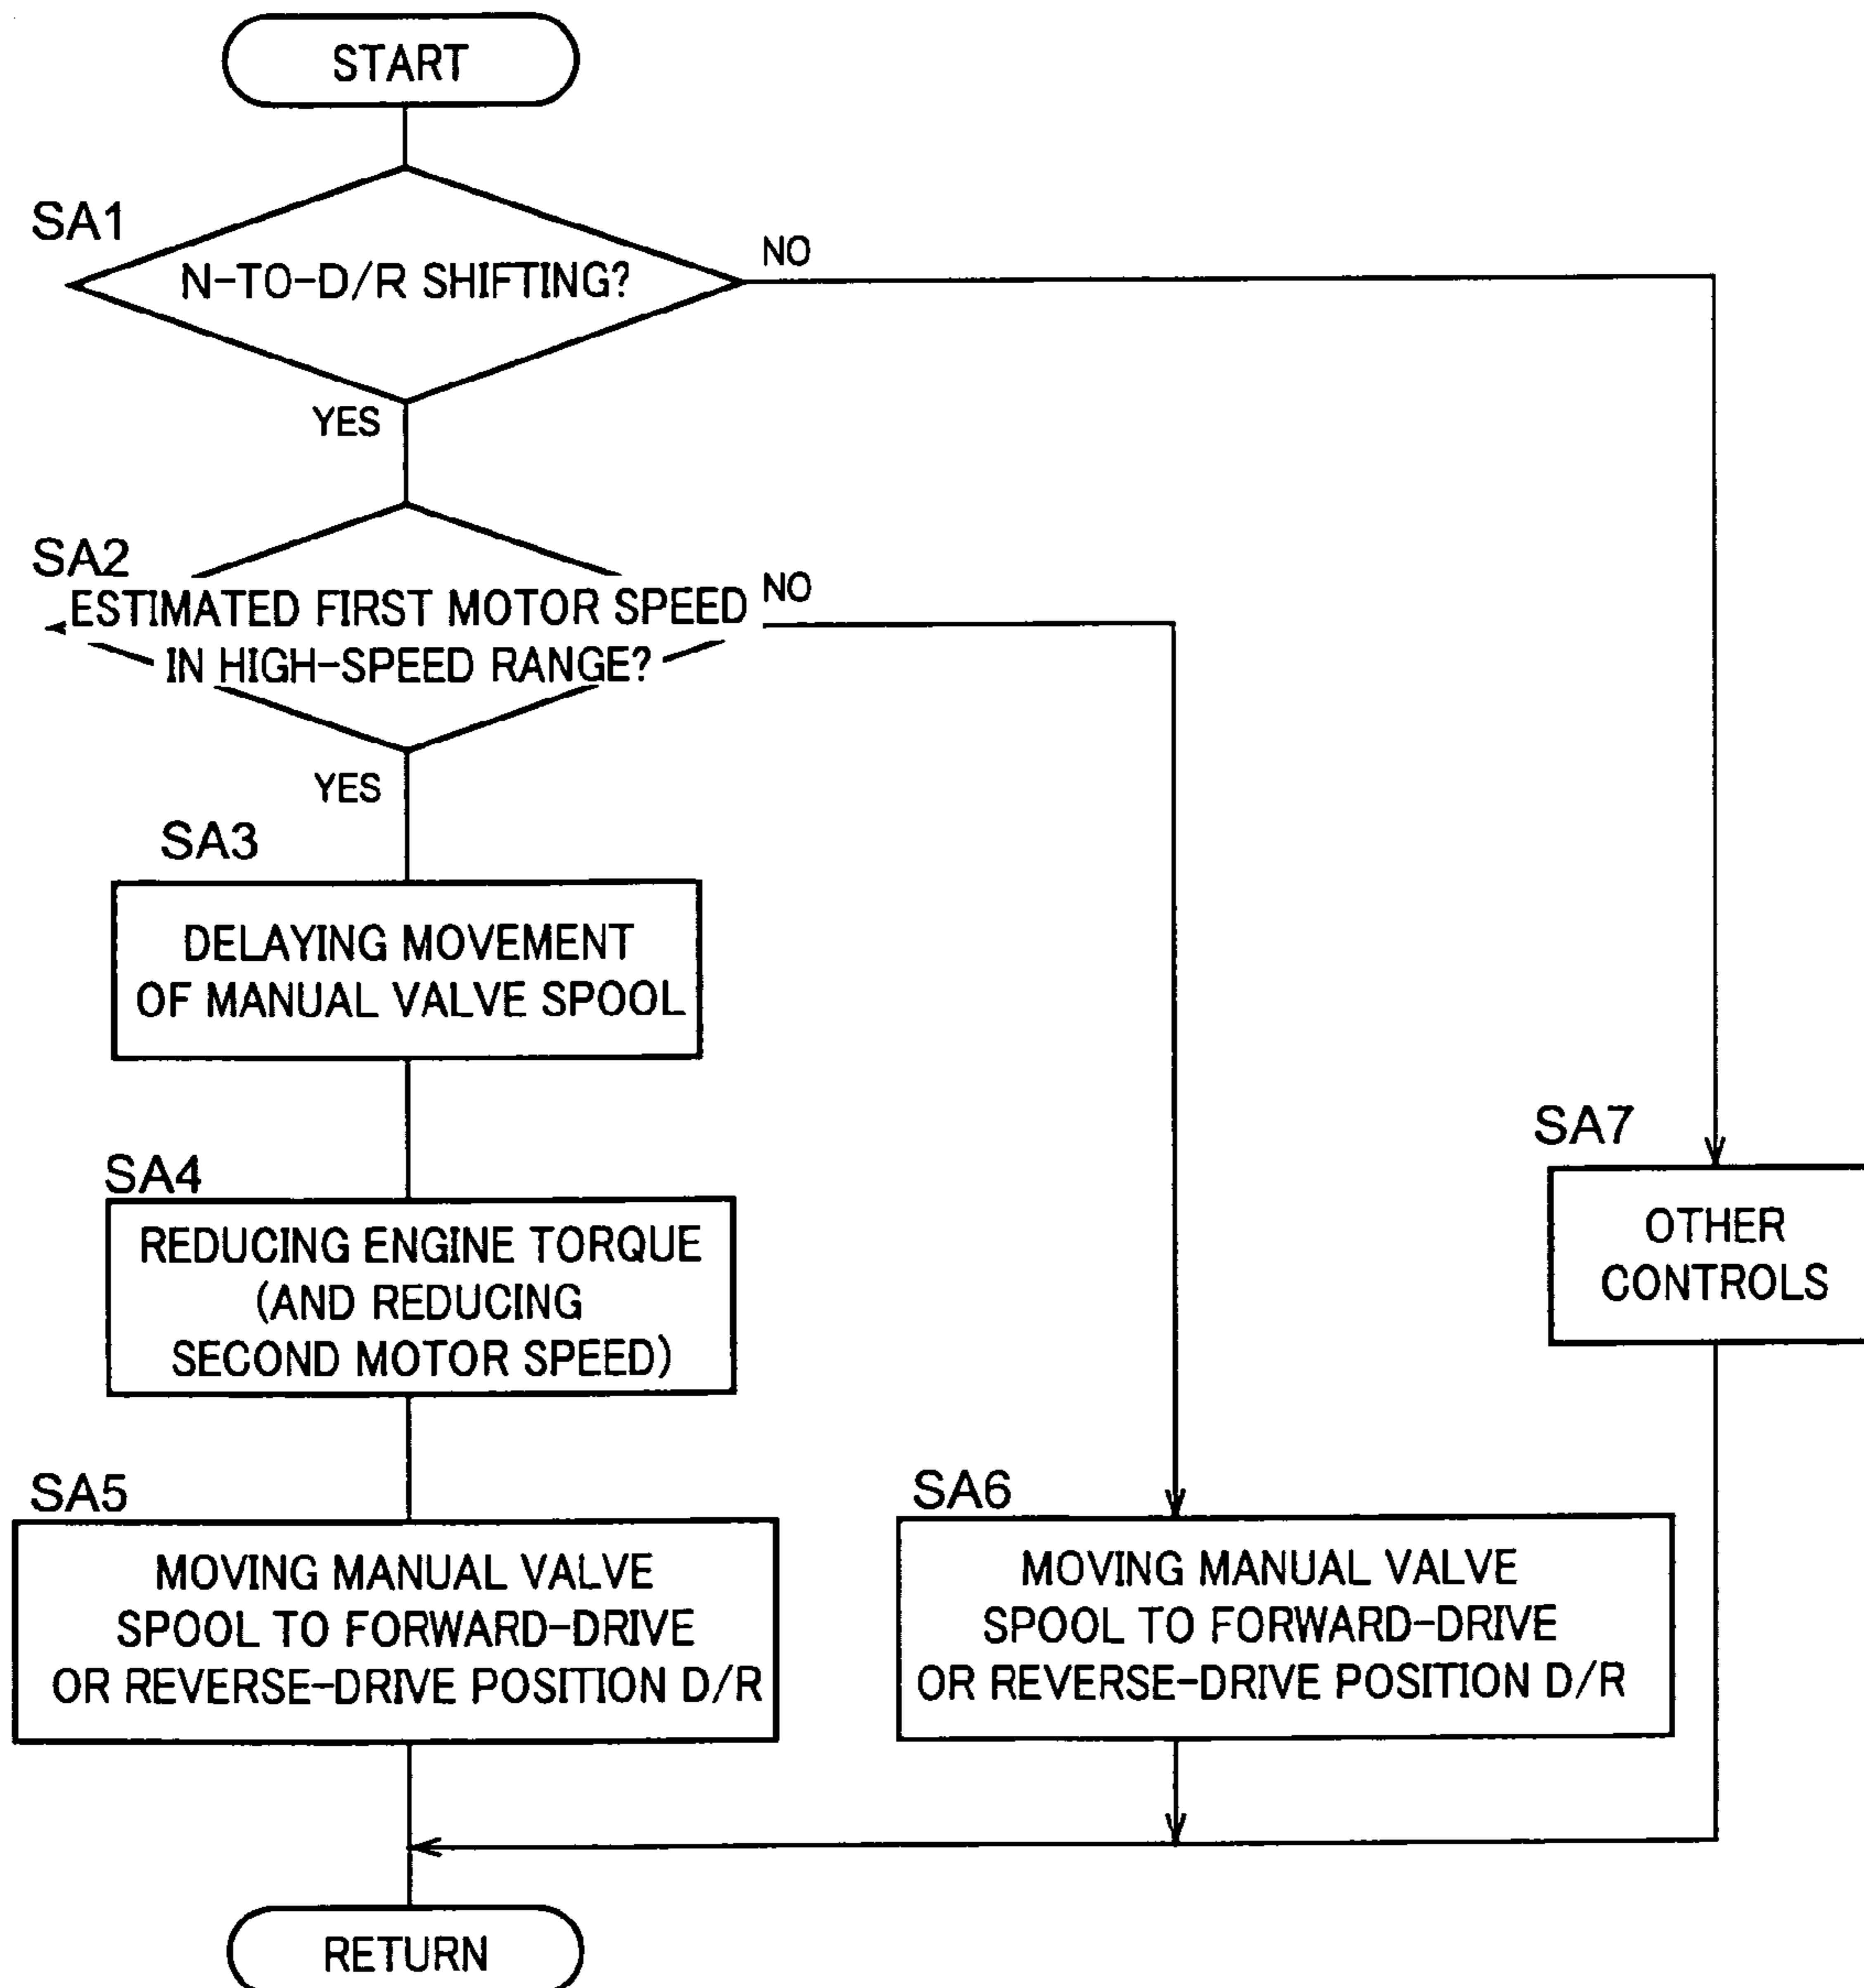 START
SA1
N-TO-D/R SHIFTING?
NO
YES
SA2
ESTIMATED FIRST MOTOR SPEED
IN HIGH-SPEED RANGE?
NO
YES
SA3
DELAYING MOVEMENT
OF MANUAL VALVE SPOOL
SA4
REDUCING ENGINE TORQUE
(AND REDUCING
SECOND MOTOR SPEED)
SA5
MOVING MANUAL VALVE
SPOOL TO FORWARD-DRIVE
OR REVERSE-DRIVE POSITION D/R
SA6
MOVING MANUAL VALVE
SPOOL TO FORWARD-DRIVE
OR REVERSE-DRIVE POSITION D/R
SA7
OTHER
CONTROLS
RETURN